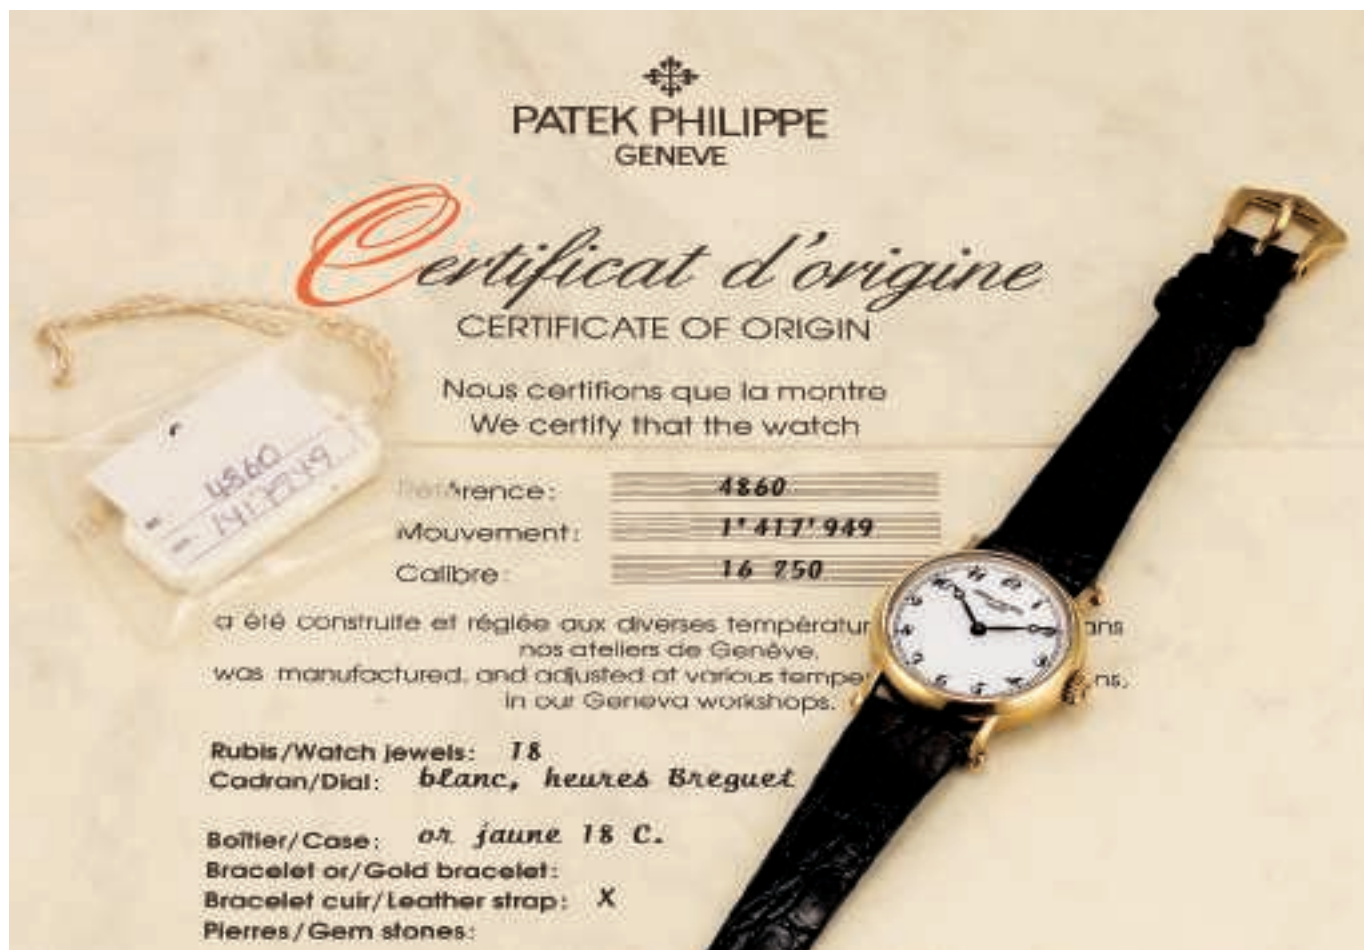 PATEK PHILIPPE
GENEVE
Certificat d'origine
CERTIFICATE OF ORIGIN
Nous certifions que la montre
We certify that the watch
4860
Référence: 4860
Mouvement: 1'417'949
Calibre: 16 250
a été construite et réglée aux diverses températur ans
nos ateliers de Genève.
was manufactured, and adjusted at various tempe ns,
in our Geneva workshops.
Rubis/Watch jewels: 18
Cadran/Dial: blanc, heures Breguet
Boîtier/Case: or jaune 18 C.
Bracelet or/Gold bracelet:
Bracelet cuir/Leather strap: X
Pierres/Gem stones: